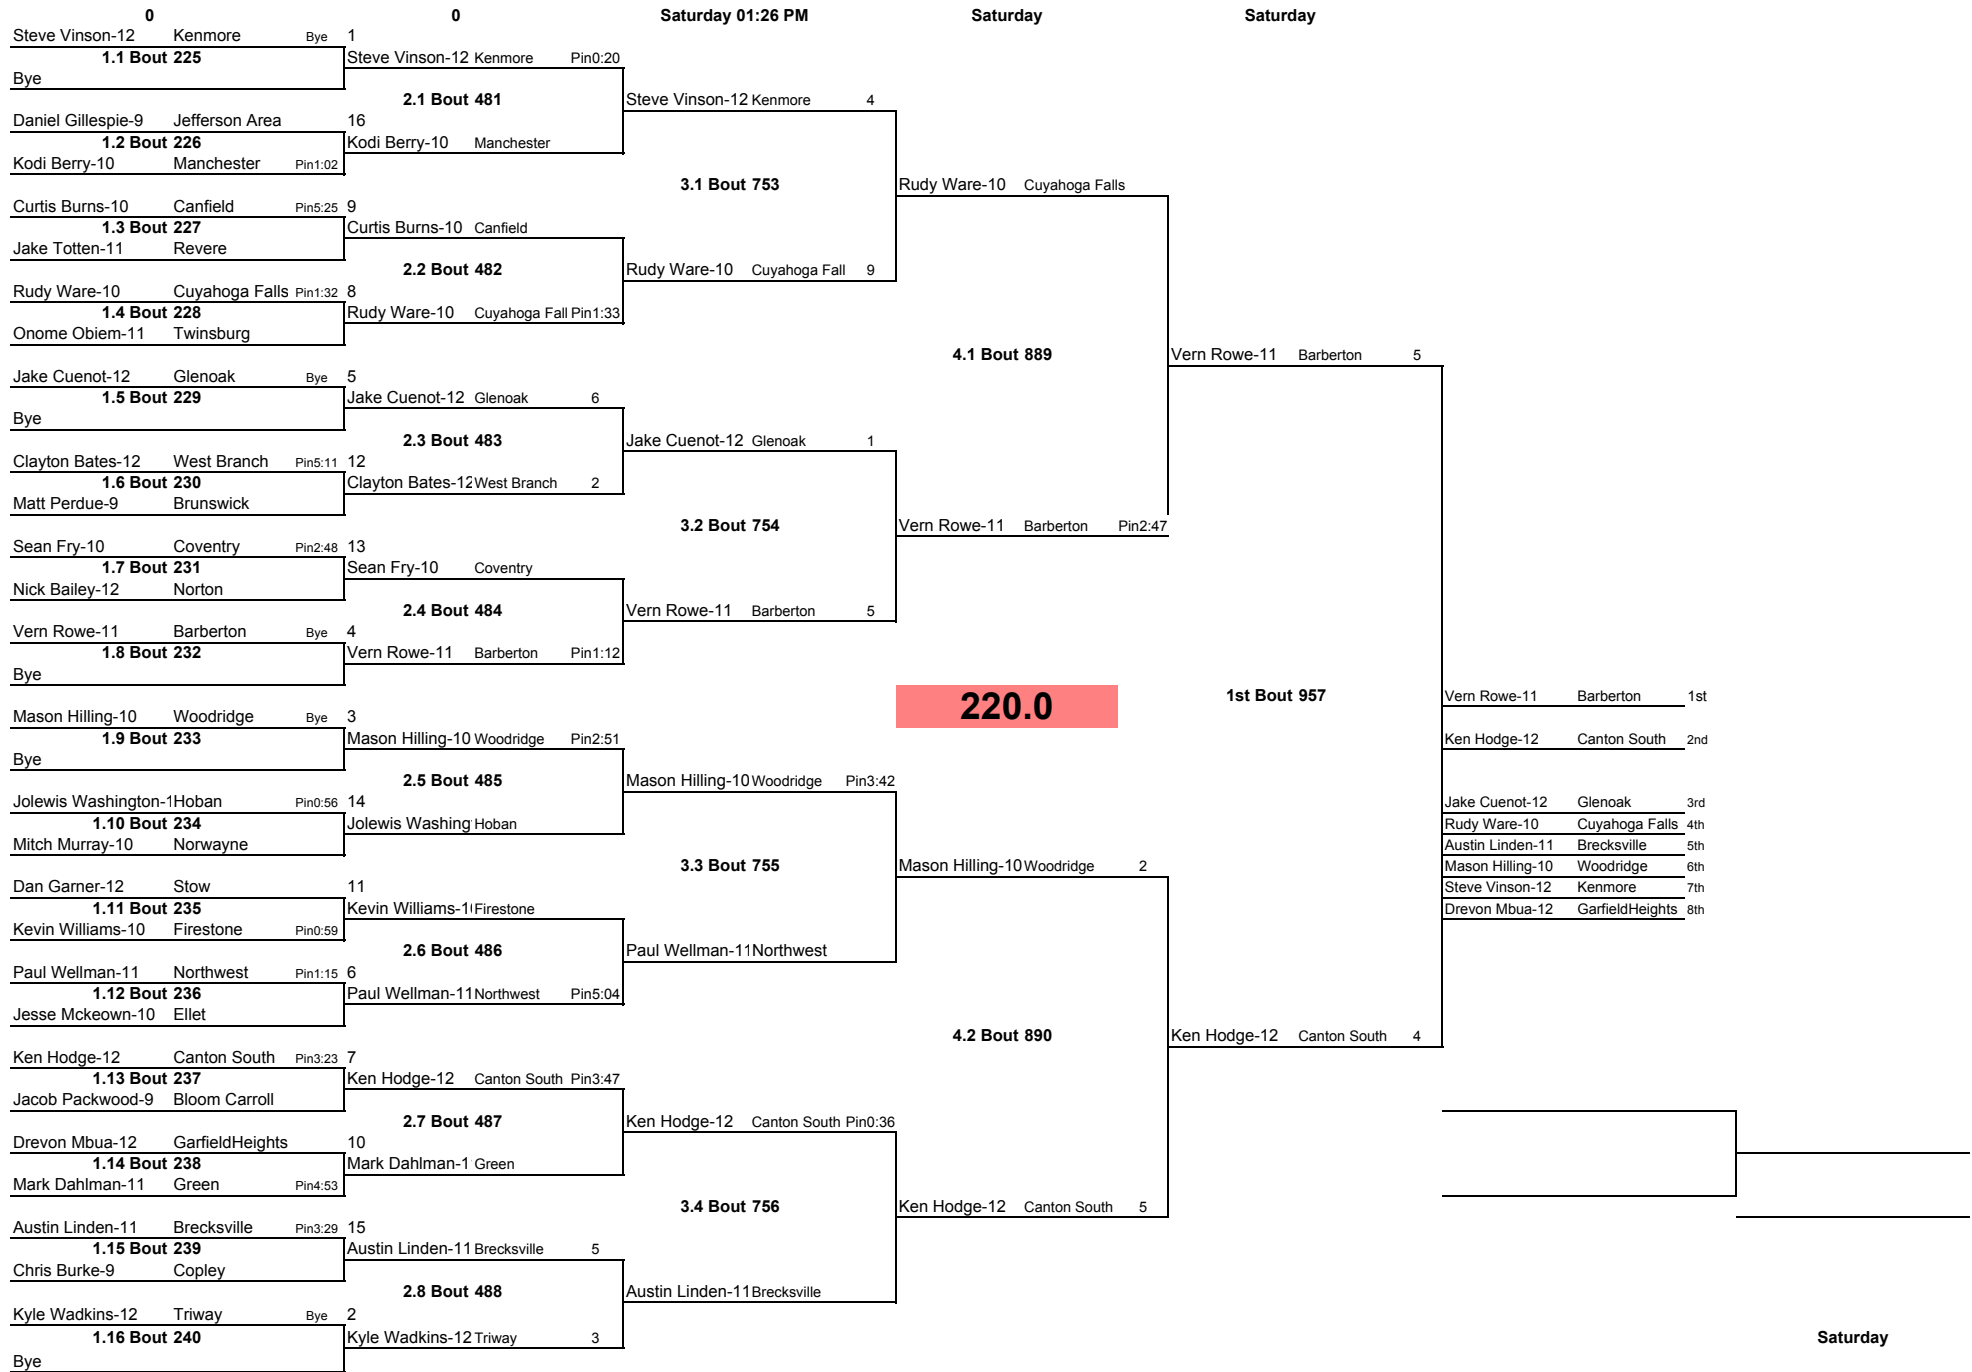 0 0 Saturday 01:26 PM Saturday Saturday
Steve Vinson-12 Kenmore Bye 1
1.1 Bout 225
Bye
Daniel Gillespie-9 Jefferson Area 16
1.2 Bout 226
Kodi Berry-10 Manchester Pin1:02
Curtis Burns-10 Canfield Pin5:25 9
1.3 Bout 227
Jake Totten-11 Revere
Rudy Ware-10 Cuyahoga Falls Pin1:32 8
1.4 Bout 228
Onome Obiem-11 Twinsburg
Jake Cuenot-12 Glenoak Bye 5
1.5 Bout 229
Bye
Clayton Bates-12 West Branch Pin5:11 12
1.6 Bout 230
Matt Perdue-9 Brunswick
Sean Fry-10 Coventry Pin2:48 13
1.7 Bout 231
Nick Bailey-12 Norton
Vern Rowe-11 Barberton Bye 4
1.8 Bout 232
Bye
Mason Hilling-10 Woodridge Bye 3
1.9 Bout 233
Bye
Jolewis Washington-1 Hoban Pin0:56 14
1.10 Bout 234
Mitch Murray-10 Norwayne
Dan Garner-12 Stow 11
1.11 Bout 235
Kevin Williams-10 Firestone Pin0:59
Paul Wellman-11 Northwest Pin1:15 6
1.12 Bout 236
Jesse Mckeown-10 Ellet
Ken Hodge-12 Canton South Pin3:23 7
1.13 Bout 237
Jacob Packwood-9 Bloom Carroll
Drevon Mbua-12 GarfieldHeights 10
1.14 Bout 238
Mark Dahlman-11 Green Pin4:53
Austin Linden-11 Brecksville Pin3:29 15
1.15 Bout 239
Chris Burke-9 Copley
Kyle Wadkins-12 Triway Bye 2
1.16 Bout 240
Bye
Steve Vinson-12 Kenmore Pin0:20
2.1 Bout 481
Kodi Berry-10 Manchester
Curtis Burns-10 Canfield
2.2 Bout 482
Rudy Ware-10 Cuyahoga Fall Pin1:33
Jake Cuenot-12 Glenoak 6
2.3 Bout 483
Clayton Bates-12 West Branch 2
Sean Fry-10 Coventry
2.4 Bout 484
Vern Rowe-11 Barberton Pin1:12
Mason Hilling-10 Woodridge Pin2:51
2.5 Bout 485
Jolewis Washing Hoban
Kevin Williams-1 Firestone
2.6 Bout 486
Paul Wellman-11 Northwest Pin5:04
Ken Hodge-12 Canton South Pin3:47
2.7 Bout 487
Mark Dahlman-1 Green
Austin Linden-11 Brecksville 5
2.8 Bout 488
Kyle Wadkins-12 Triway 3
Steve Vinson-12 Kenmore 4
3.1 Bout 753
Rudy Ware-10 Cuyahoga Fall 9
Jake Cuenot-12 Glenoak 1
3.2 Bout 754
Vern Rowe-11 Barberton 5
Mason Hilling-10 Woodridge Pin3:42
3.3 Bout 755
Paul Wellman-11 Northwest
Ken Hodge-12 Canton South Pin0:36
3.4 Bout 756
Austin Linden-11 Brecksville
Rudy Ware-10 Cuyahoga Falls
4.1 Bout 889
Vern Rowe-11 Barberton Pin2:47
220.0
Mason Hilling-10 Woodridge 2
4.2 Bout 890
Ken Hodge-12 Canton South 5
Vern Rowe-11 Barberton 5
1st Bout 957
Ken Hodge-12 Canton South 4
Vern Rowe-11 Barberton 1st
Ken Hodge-12 Canton South 2nd
Jake Cuenot-12 Glenoak 3rd
Rudy Ware-10 Cuyahoga Falls 4th
Austin Linden-11 Brecksville 5th
Mason Hilling-10 Woodridge 6th
Steve Vinson-12 Kenmore 7th
Drevon Mbua-12 GarfieldHeights 8th
Saturday